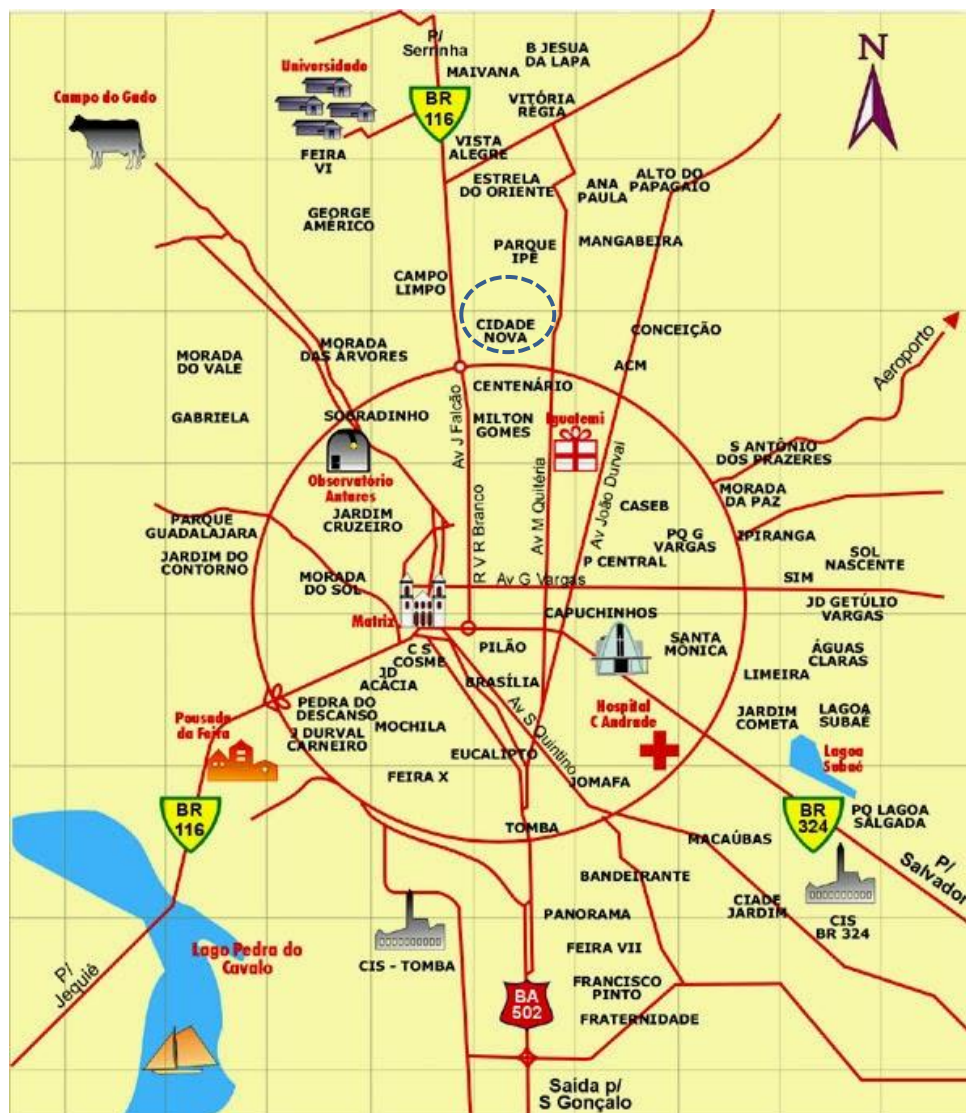 P/
Serrinha
B JESUA
DA LAPA
N
Universidade
MAIVANA
Campo do Gado
BR
116
VITÓRIA
RÉGIA
VISTA
ALEGRE
FEIRA
VI
ESTRELA
DO ORIENTE
ANA
PAULA
ALTO DO
PAPAGAIO
GEORGE
AMÉRICO
PARQUE
IPÊ
MANGABEIRA
CAMPO
LIMPO
CIDADE
NOVA
CONCEIÇÃO
Aeroporto
MORADA
DO VALE
MORADA
DAS ÁRVORES
ACM
CENTENÁRIO
GABRIELA
SOBRADINHO
Av J Falcão
MILTON
GOMES
Iguatemi
Av João Durval
S ANTÔNIO
DOS PRAZERES
Observatório
Antares
MORADA
DA PAZ
CASEB
PARQUE
GUADALAJARA
JARDIM
CRUZEIRO
R V R Branco
Av M Quitéria
PQ G
VARGAS
IPIRANGA
JARDIM DO
CONTORNO
P CENTRAL
SOL
NASCENTE
MORADA
DO SOL
Av G Vargas
SIM
Matriz
CAPUCHINHOS
JD GETÚLIO
VARGAS
C S
COSME
PILÃO
SANTA
MÔNICA
ÁGUAS
CLARAS
JD
ACÁCIA
BRASÍLIA
LIMEIRA
PEDRA DO
DESCANSO
Av S Quintino
Hospital
C Andrade
JARDIM
COMETA
LAGOA
SUBAÉ
Pousada
da Feira
J DURVAL
CARNEIRO
MOCHILA
EUCALIPTO
Lagoa
Subaé
FEIRA X
JOMAFA
BR
116
BR
324
PQ LAGOA
SALGADA
TOMBA
MACAÚBAS
P/
Salvador
BANDEIRANTE
CIADE
JARDIM
PANORAMA
CIS
BR 324
Lago Pedra do
Cavalo
CIS - TOMBA
FEIRA VII
P/
Jequié
FRANCISCO
PINTO
BA
502
FRATERNIDADE
Saida p/
S Gonçalo